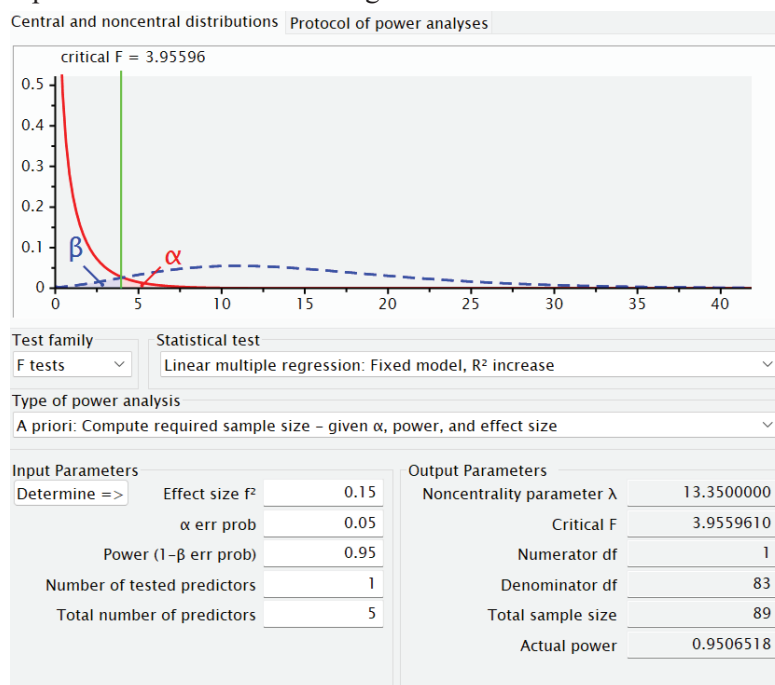 Central and noncentral distributions Protocol of power analyses
critical F = 3.95596
0.5
0.4
0.3
0.2
0.1
0
β
α
0 5 10 15 20 25 30 35 40
Test family Statistical test
F tests Linear multiple regression: Fixed model, R² increase
Type of power analysis
A priori: Compute required sample size – given α, power, and effect size
Input Parameters Output Parameters
Determine => Effect size f² 0.15 Noncentrality parameter λ 13.3500000
α err prob 0.05 Critical F 3.9559610
Power (1-β err prob) 0.95 Numerator df 1
Number of tested predictors 1 Denominator df 83
Total number of predictors 5 Total sample size 89
Actual power 0.9506518